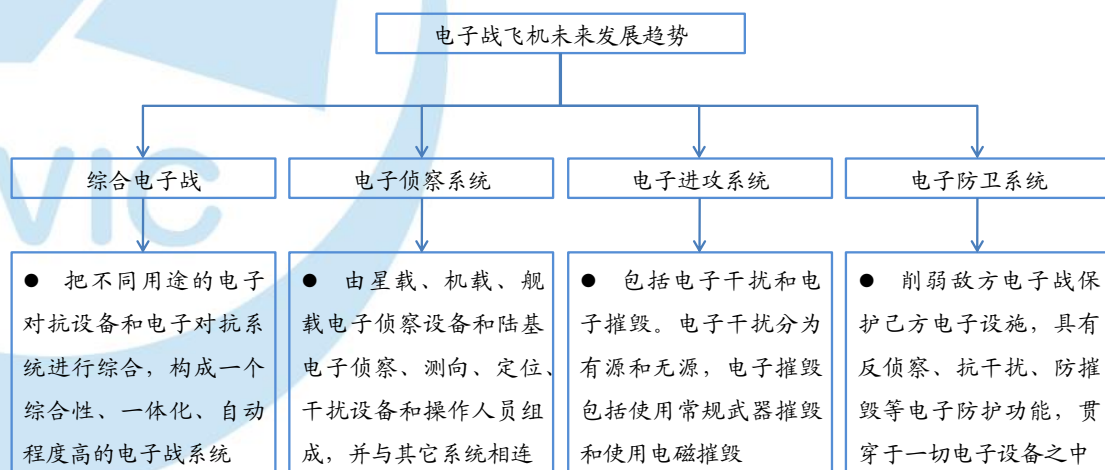 电子战飞机未来发展趋势
综合电子战
电子侦察系统
电子进攻系统
电子防卫系统
● 把不同用途的电子
对抗设备和电子对抗系
统进行综合，构成一个
综合性、一体化、自动
程度高的电子战系统
● 由星载、机载、舰
载电子侦察设备和陆基
电子侦察、测向、定位、
干扰设备和操作人员组
成，并与其它系统相连
● 包括电子干扰和电
子摧毁。电子干扰分为
有源和无源，电子摧毁
包括使用常规武器摧毁
和使用电磁摧毁
● 削弱敌方电子战保
护己方电子设施，具有
反侦察、抗干扰、防摧
毁等电子防护功能，贯
穿于一切电子设备之中
VIC